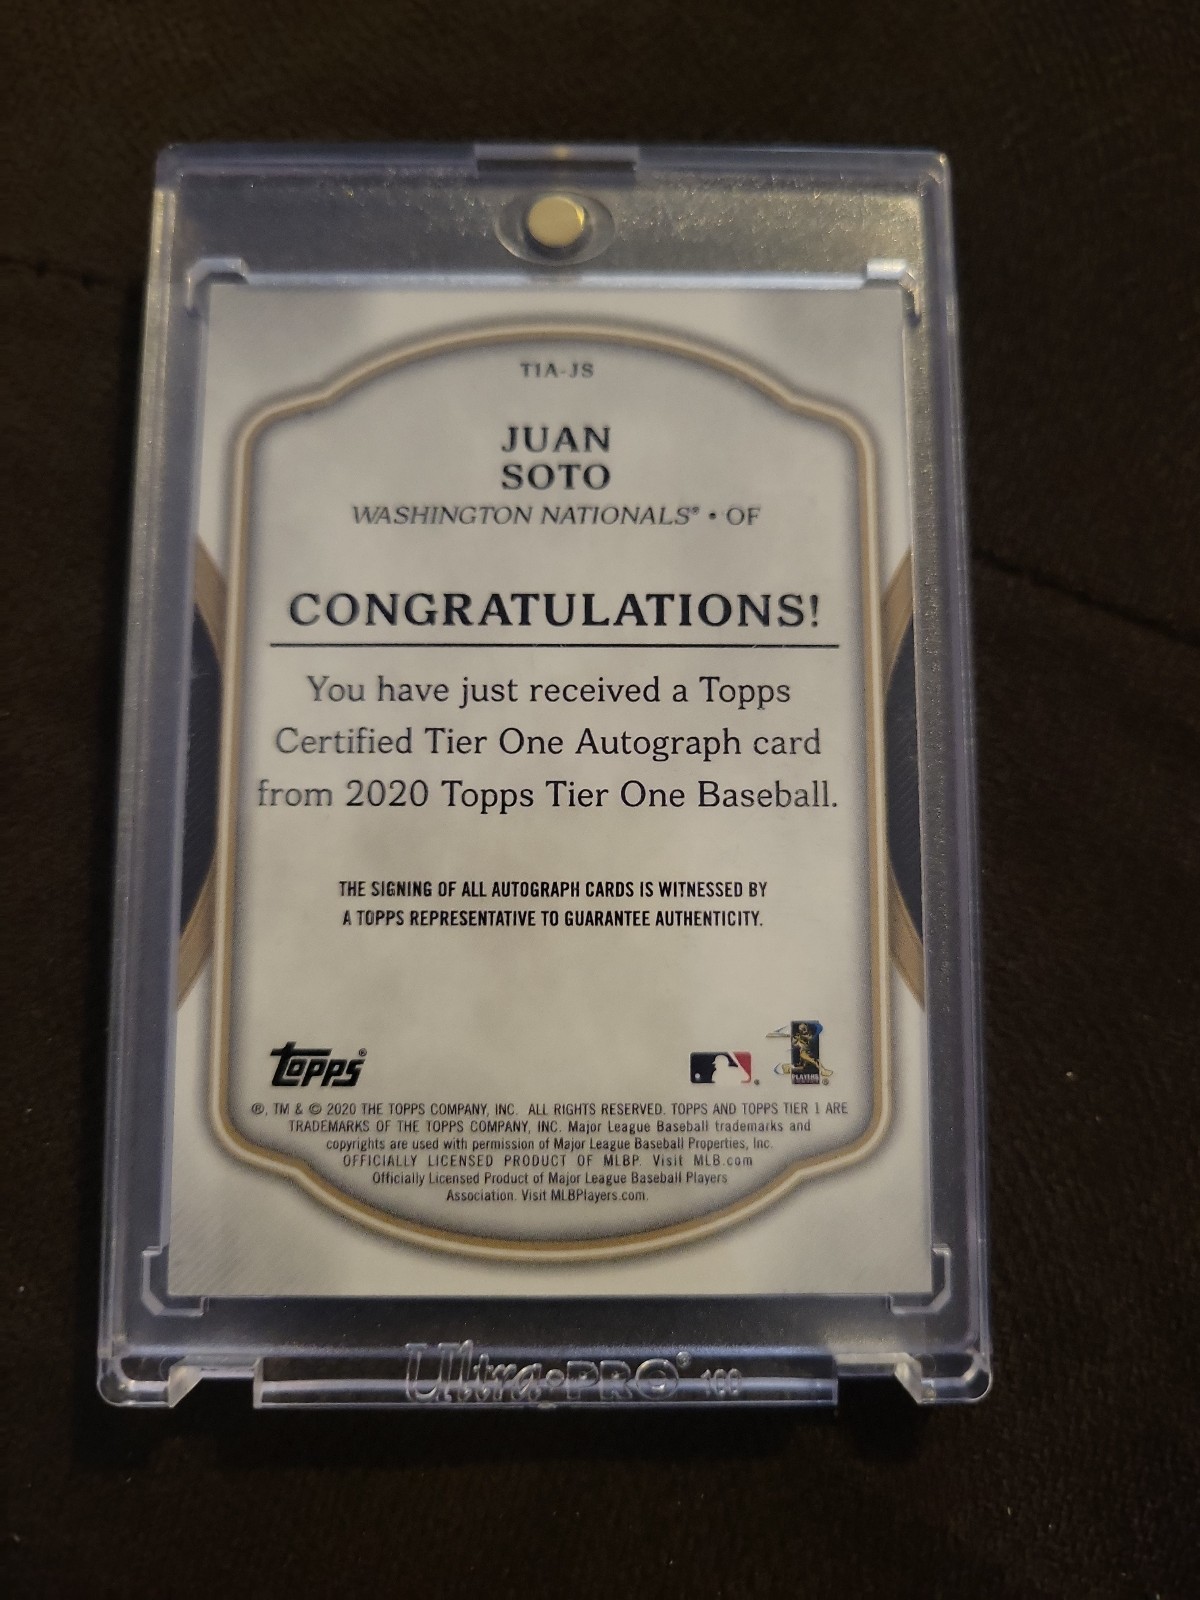 T1A-JS
JUAN
SOTO
WASHINGTON NATIONALS® • OF
CONGRATULATIONS!
You have just received a Topps
Certified Tier One Autograph card
from 2020 Topps Tier One Baseball.
THE SIGNING OF ALL AUTOGRAPH CARDS IS WITNESSED BY
A TOPPS REPRESENTATIVE TO GUARANTEE AUTHENTICITY.
topps®
PLAYERS
®, TM & © 2020 THE TOPPS COMPANY, INC. ALL RIGHTS RESERVED. TOPPS AND TOPPS TIER 1 ARE
TRADEMARKS OF THE TOPPS COMPANY, INC. Major League Baseball trademarks and
copyrights are used with permission of Major League Baseball Properties, Inc.
OFFICIALLY LICENSED PRODUCT OF MLBP. Visit MLB.com
Officially Licensed Product of Major League Baseball Players
Association. Visit MLBPlayers.com.
Ultra•PRO®